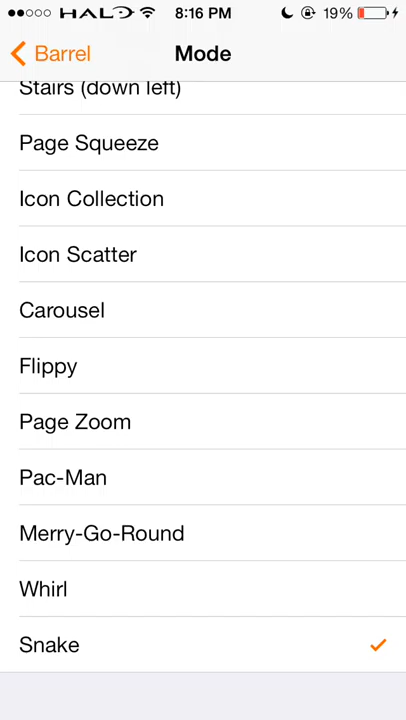 HALO 8:16 PM 19%
Barrel Mode
Stairs (down left)
Page Squeeze
Icon Collection
Icon Scatter
Carousel
Flippy
Page Zoom
Pac-Man
Merry-Go-Round
Whirl
Snake